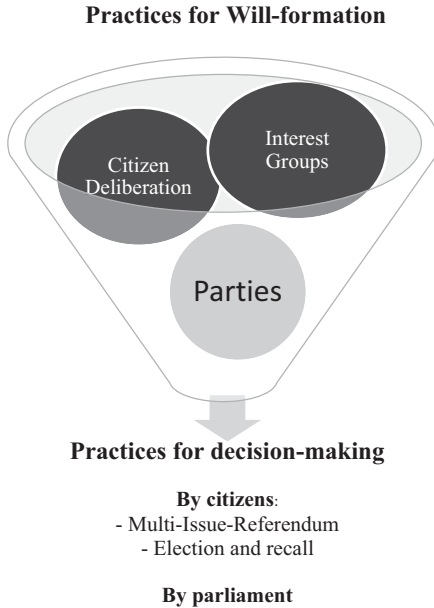 Practices for Will-formation
Citizen
Deliberation
Interest
Groups
Parties
Practices for decision-making
By citizens:
- Multi-Issue-Referendum
- Election and recall
By parliament